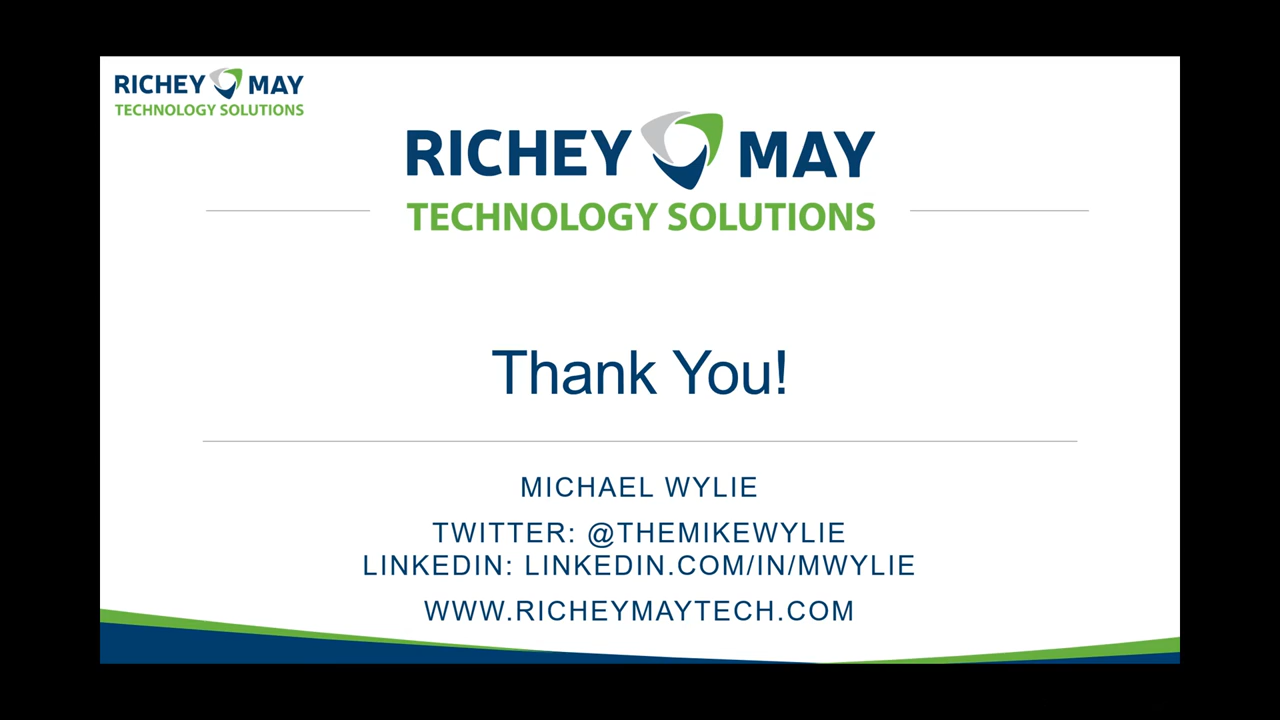 RICHEY MAY
TECHNOLOGY SOLUTIONS
RICHEY MAY
TECHNOLOGY SOLUTIONS
Thank You!
MICHAEL WYLIE
TWITTER: @THEMIKEWYLIE
LINKEDIN: LINKEDIN.COM/IN/MWYLIE
WWW.RICHEYMAYTECH.COM